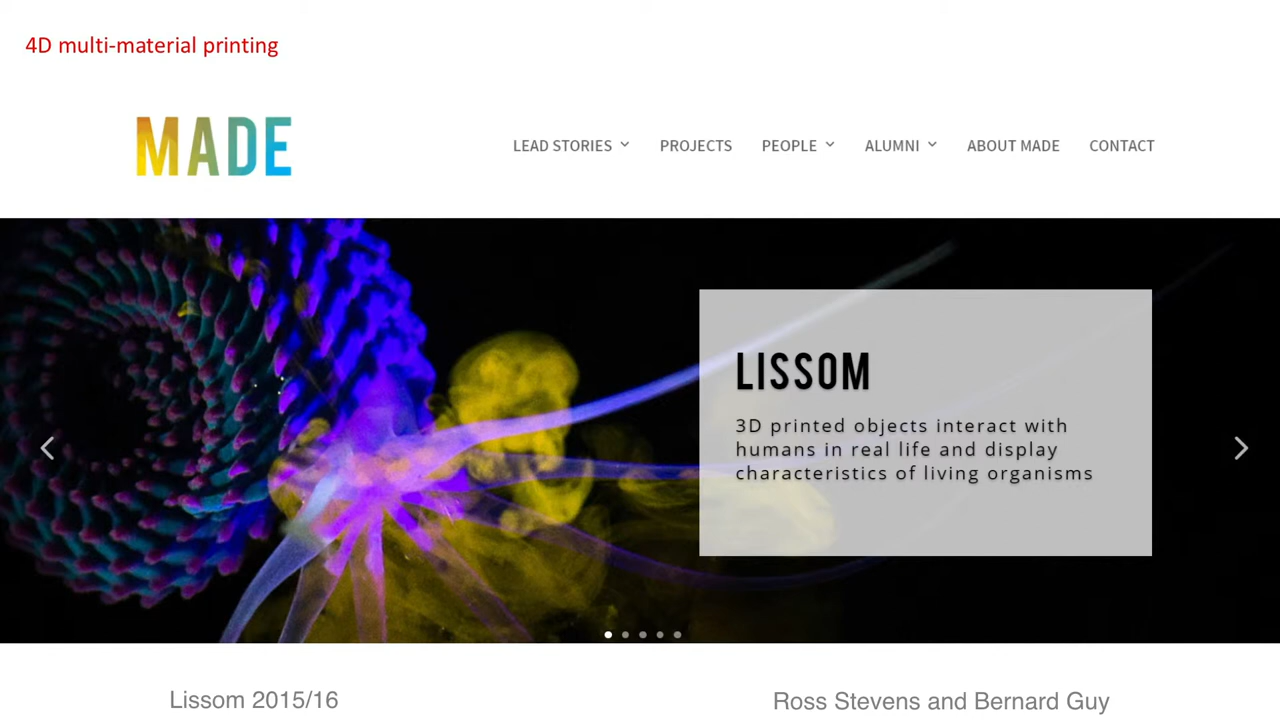 4D multi-material printing
MADE
LEAD STORIES
PROJECTS
PEOPLE
ALUMNI
ABOUT MADE
CONTACT
LISSOM
3D printed objects interact with
humans in real life and display
characteristics of living organisms
Lissom 2015/16
Ross Stevens and Bernard Guy